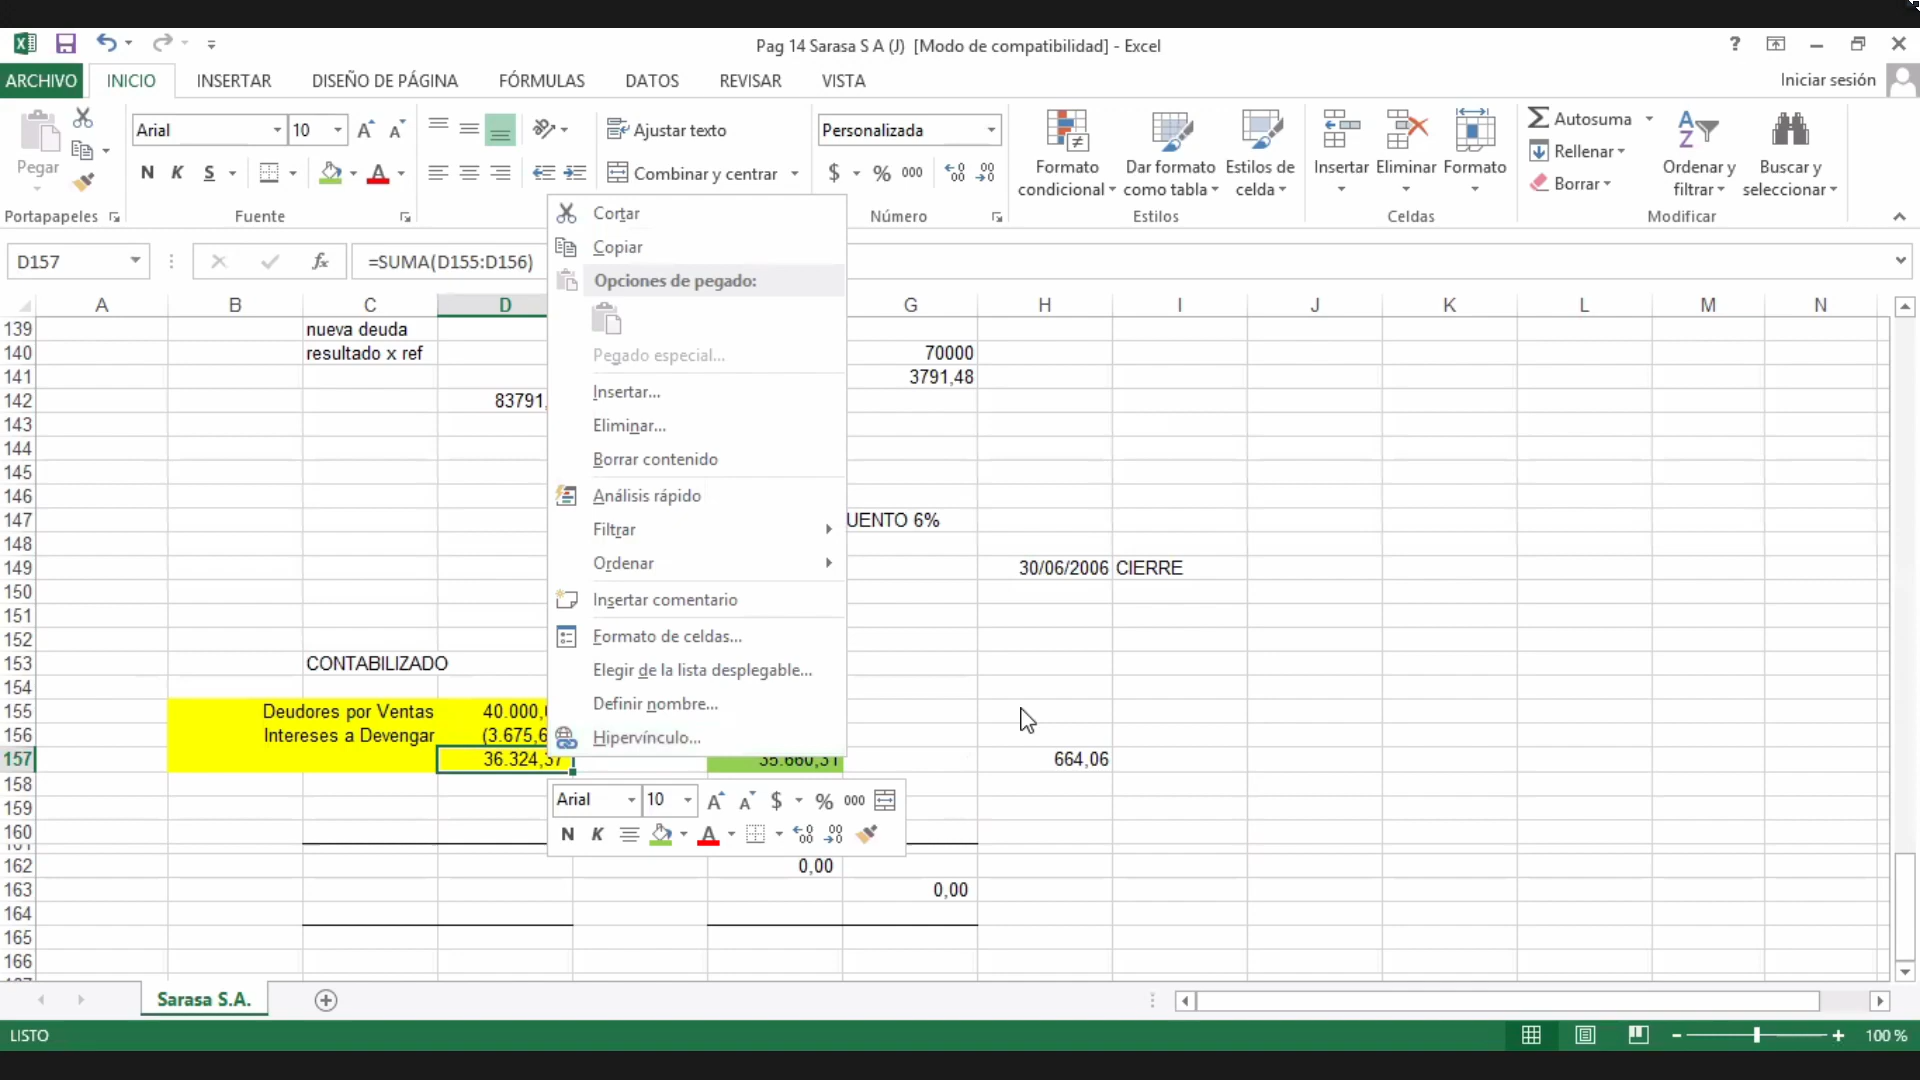 Pag 14 Sarasa S A (J) [Modo de compatibilidad] - Excel
ARCHIVO INICIO INSERTAR DISEÑO DE PÁGINA FÓRMULAS DATOS REVISAR VISTA Iniciar sesión
Pegar
Portapapeles
Arial 10
N K S
Fuente
Ajustar texto
Combinar y centrar
Personalizada
$ % 000
Número
Formato condicional
Dar formato como tabla
Estilos de celda
Estilos
Insertar Eliminar Formato
Celdas
Autosuma
Rellenar
Borrar
Ordenar y filtrar
Buscar y seleccionar
Modificar
D157 fx =SUMA(D155:D156)
A B C D G H I J K L M N
139 nueva deuda
140 resultado x ref 70000
141 3791,48
142 83791,
143
144
145
146
147 UENTO 6%
148
149 30/06/2006 CIERRE
150
151
152
153 CONTABILIZADO
154
155 Deudores por Ventas 40.000,
156 Intereses a Devengar (3.675,6
157 36.324,37 35.660,31 664,06
158
159
160
162 0,00
163 0,00
164
165
166
Cortar
Copiar
Opciones de pegado:
Pegado especial...
Insertar...
Eliminar...
Borrar contenido
Análisis rápido
Filtrar
Ordenar
Insertar comentario
Formato de celdas...
Elegir de la lista desplegable...
Definir nombre...
Hipervínculo...
Arial 10 $ % 000
N K
Sarasa S.A.
LISTO 100 %